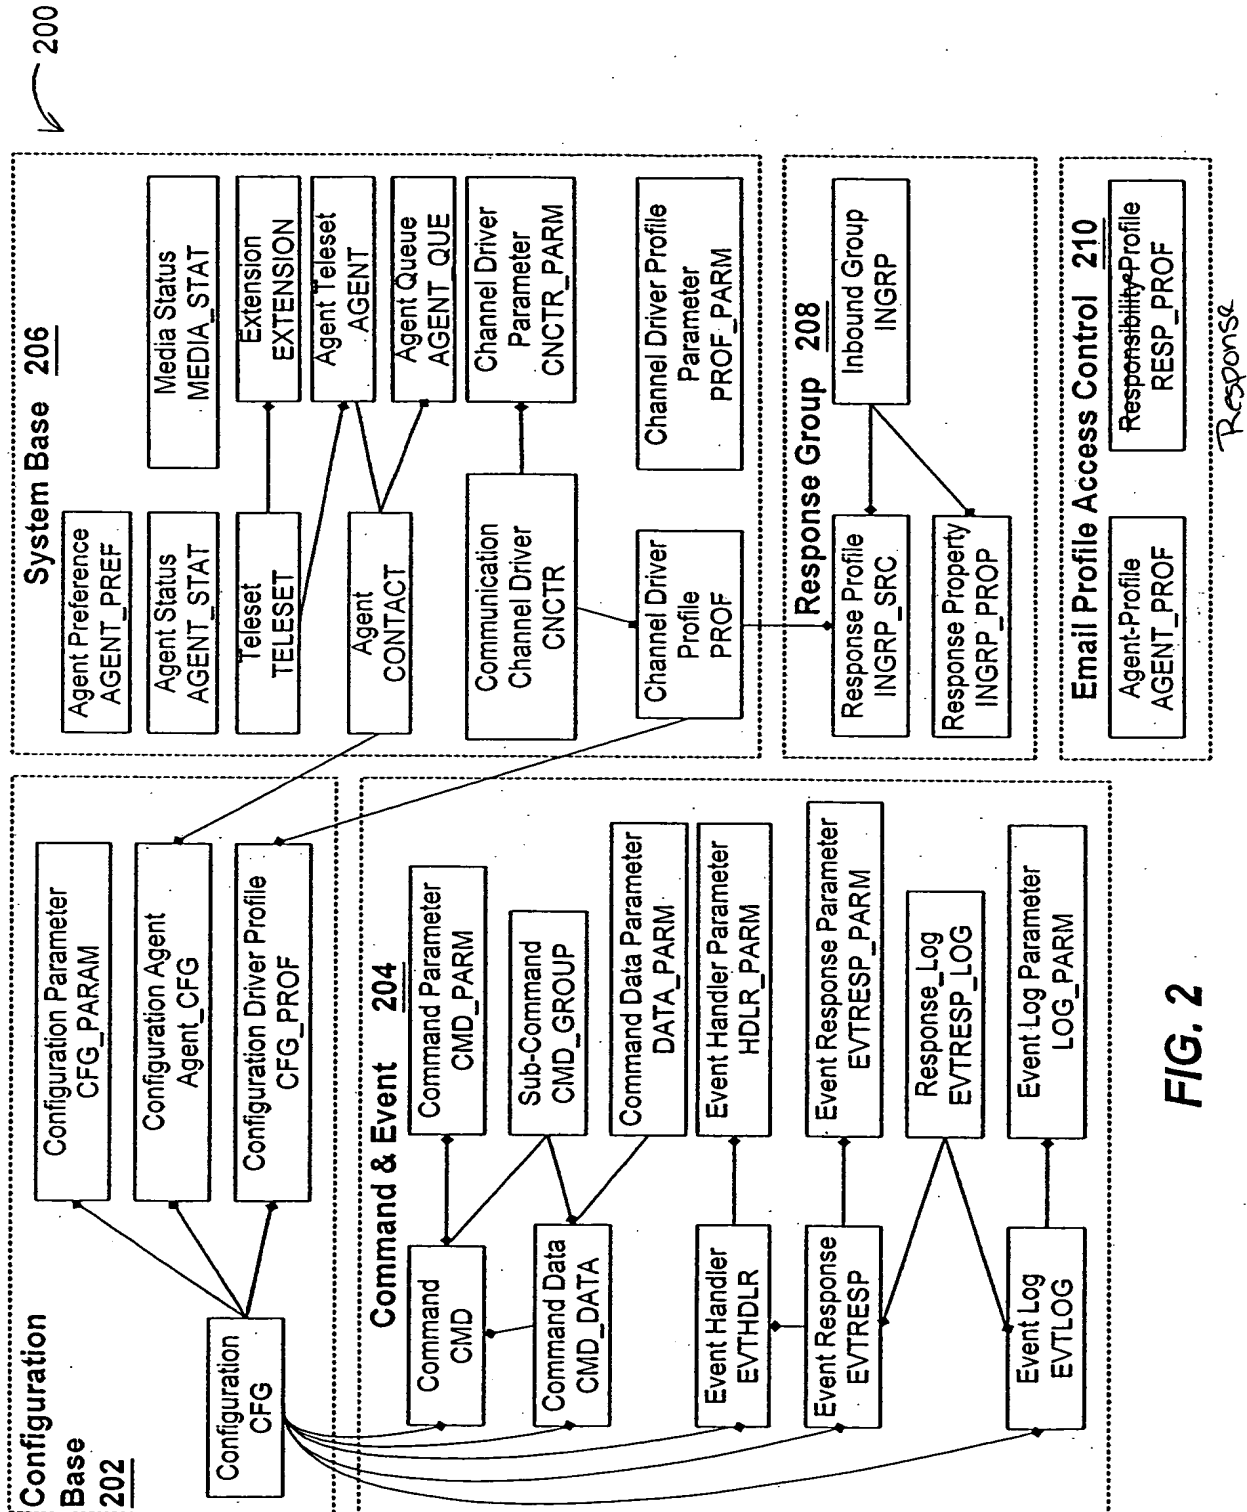 200
Configuration
Base
202
Configuration
CFG
Configuration Parameter
CFG_PARAM
Configuration Agent
Agent_CFG
Configuration Driver Profile
CFG_PROF
Command & Event 204
Command
CMD
Command Parameter
CMD_PARM
Sub-Command
CMD_GROUP
Command Data
CMD_DATA
Command Data Parameter
DATA_PARM
Event Handler
EVTHDLR
Event Handler Parameter
HDLR_PARM
Event Response
EVTRESP
Event Response Parameter
EVTRESP_PARM
Response_Log
EVTRESP_LOG
Event Log
EVTLOG
Event Log Parameter
LOG_PARM
System Base 206
Agent Preference
AGENT_PREF
Agent Status
AGENT_STAT
Media Status
MEDIA_STAT
Teleset
TELESET
Extension
EXTENSION
Agent Teleset
AGENT
Agent
CONTACT
Agent Queue
AGENT_QUE
Communication
Channel Driver
CNCTR
Channel Driver
Parameter
CNCTR_PARM
Channel Driver
Profile
PROF
Channel Driver Profile
Parameter
PROF_PARM
Response Group 208
Response Profile
INGRP_SRC
Inbound Group
INGRP
Response Property
INGRP_PROP
Email Profile Access Control 210
Agent-Profile
AGENT_PROF
Responsibility Profile
RESP_PROF
Response
FIG. 2